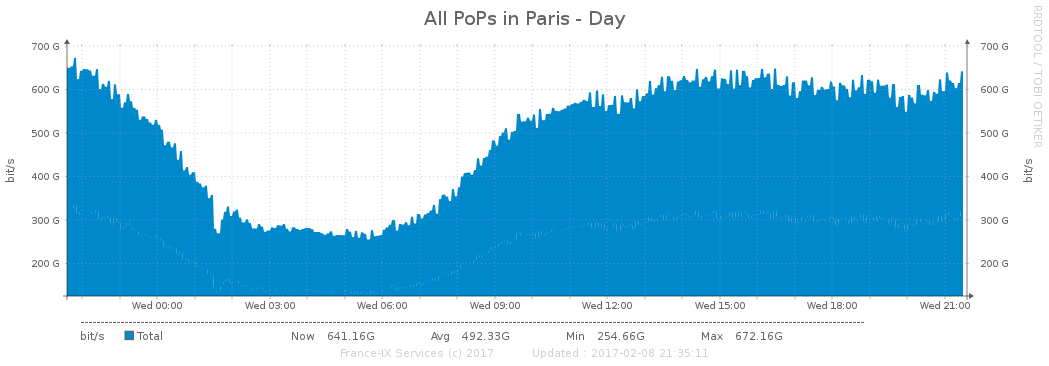 All PoPs in Paris - Day
RRDTOOL / TOBI OETIKER
700 G 700 G
600 G 600 G
500 G 500 G
400 G 400 G
300 G 300 G
200 G 200 G
bit/s bit/s
Wed 00:00 Wed 03:00 Wed 06:00 Wed 09:00 Wed 12:00 Wed 15:00 Wed 18:00 Wed 21:00
bit/s Total Now 641.16G Avg 492.33G Min 254.66G Max 672.16G
France-IX Services (c) 2017 Updated : 2017-02-08 21:35:11